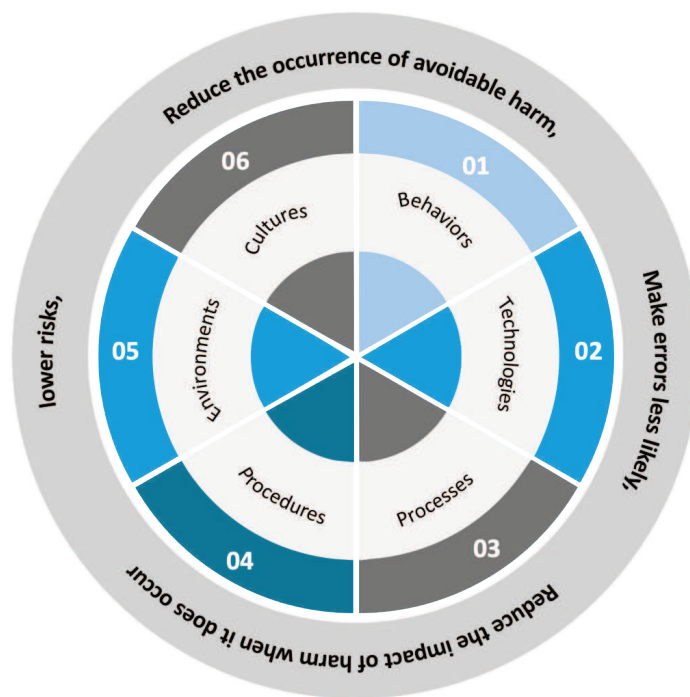 Reduce the occurrence of avoidable harm,
Make errors less likely,
Reduce the impact of harm when it does occur
lower risks,
01
Behaviors
02
Technologies
03
Processes
04
Procedures
05
Environments
06
Cultures